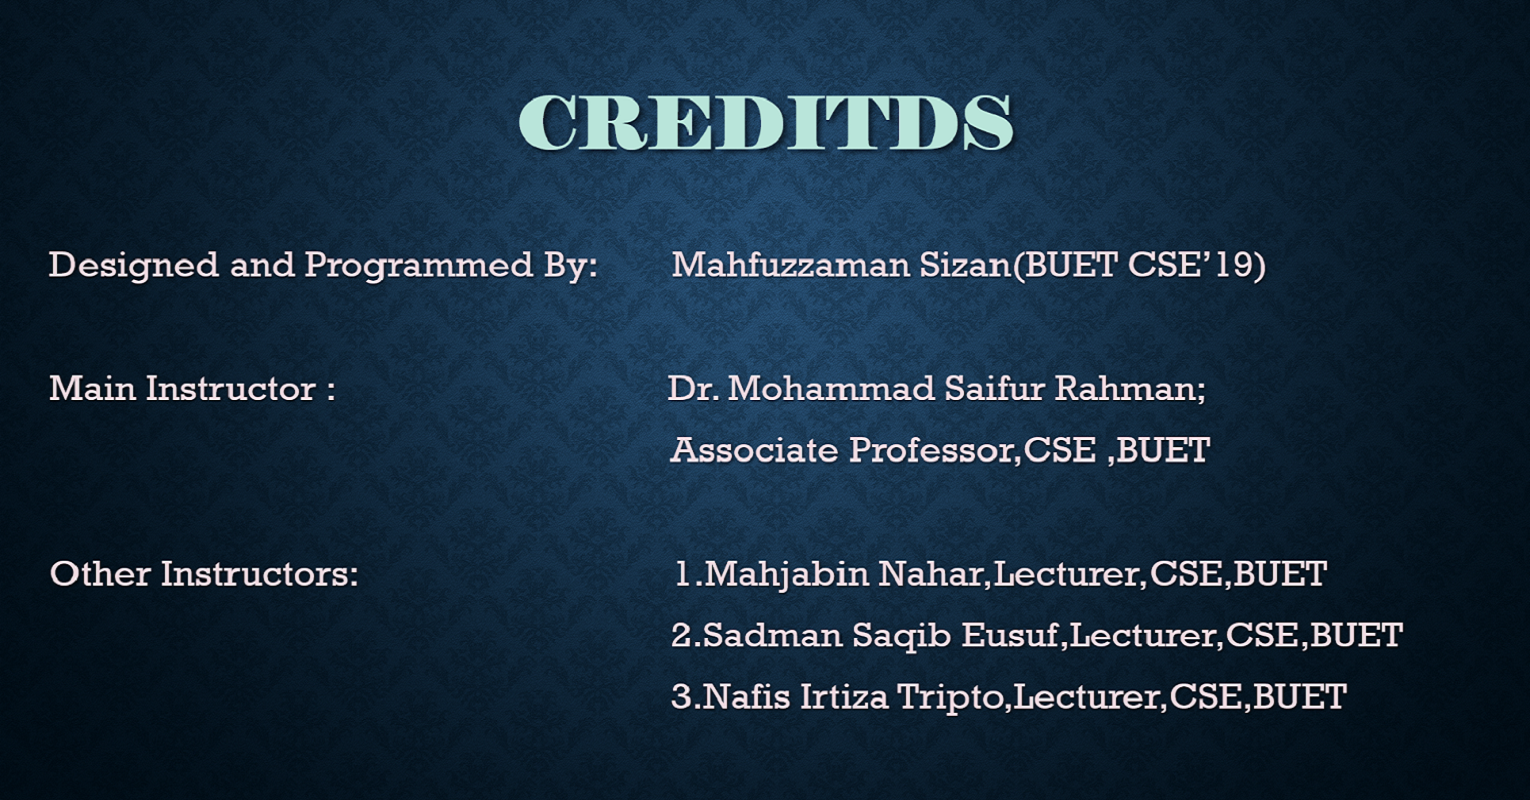 CREDITDS
Designed and Programmed By: Mahfuzzaman Sizan(BUET CSE’19)
Main Instructor : Dr. Mohammad Saifur Rahman;
Associate Professor,CSE ,BUET
Other Instructors: 1.Mahjabin Nahar,Lecturer,CSE,BUET
2.Sadman Saqib Eusuf,Lecturer,CSE,BUET
3.Nafis Irtiza Tripto,Lecturer,CSE,BUET